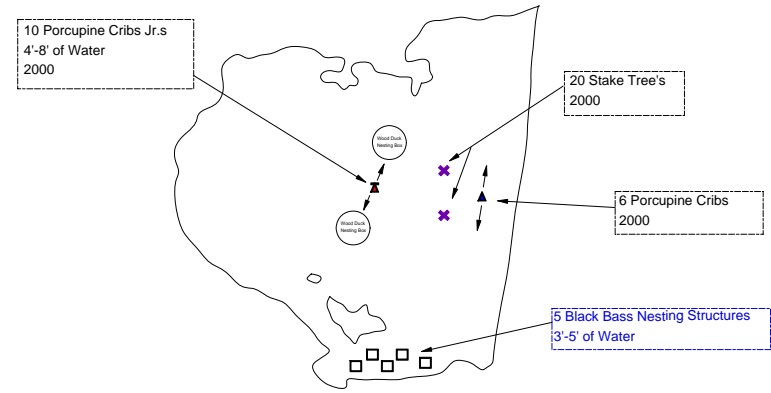 10 Porcupine Cribs Jr.s
4'-8' of Water
2000
20 Stake Tree's
2000
Wood Duck
Nesting Box
6 Porcupine Cribs
2000
Wood Duck
Nesting Box
5 Black Bass Nesting Structures
3'-5' of Water